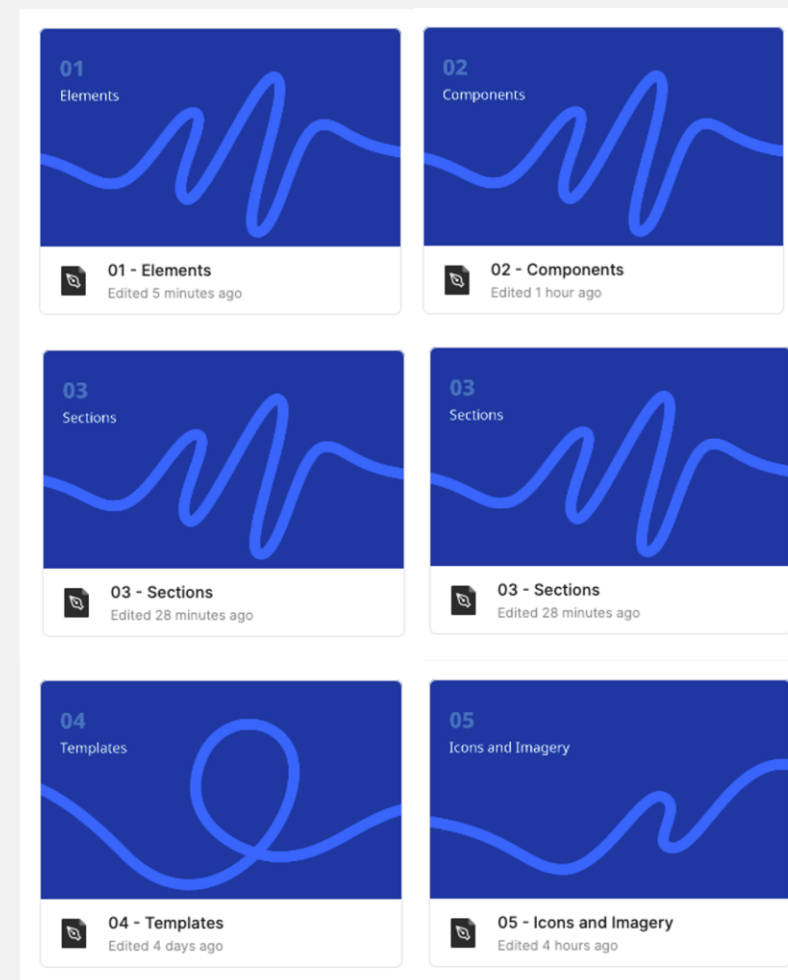 01
Elements
01 - Elements
Edited 5 minutes ago
02
Components
02 - Components
Edited 1 hour ago
03
Sections
03 - Sections
Edited 28 minutes ago
03
Sections
03 - Sections
Edited 28 minutes ago
04
Templates
04 - Templates
Edited 4 days ago
05
Icons and Imagery
05 - Icons and Imagery
Edited 4 hours ago